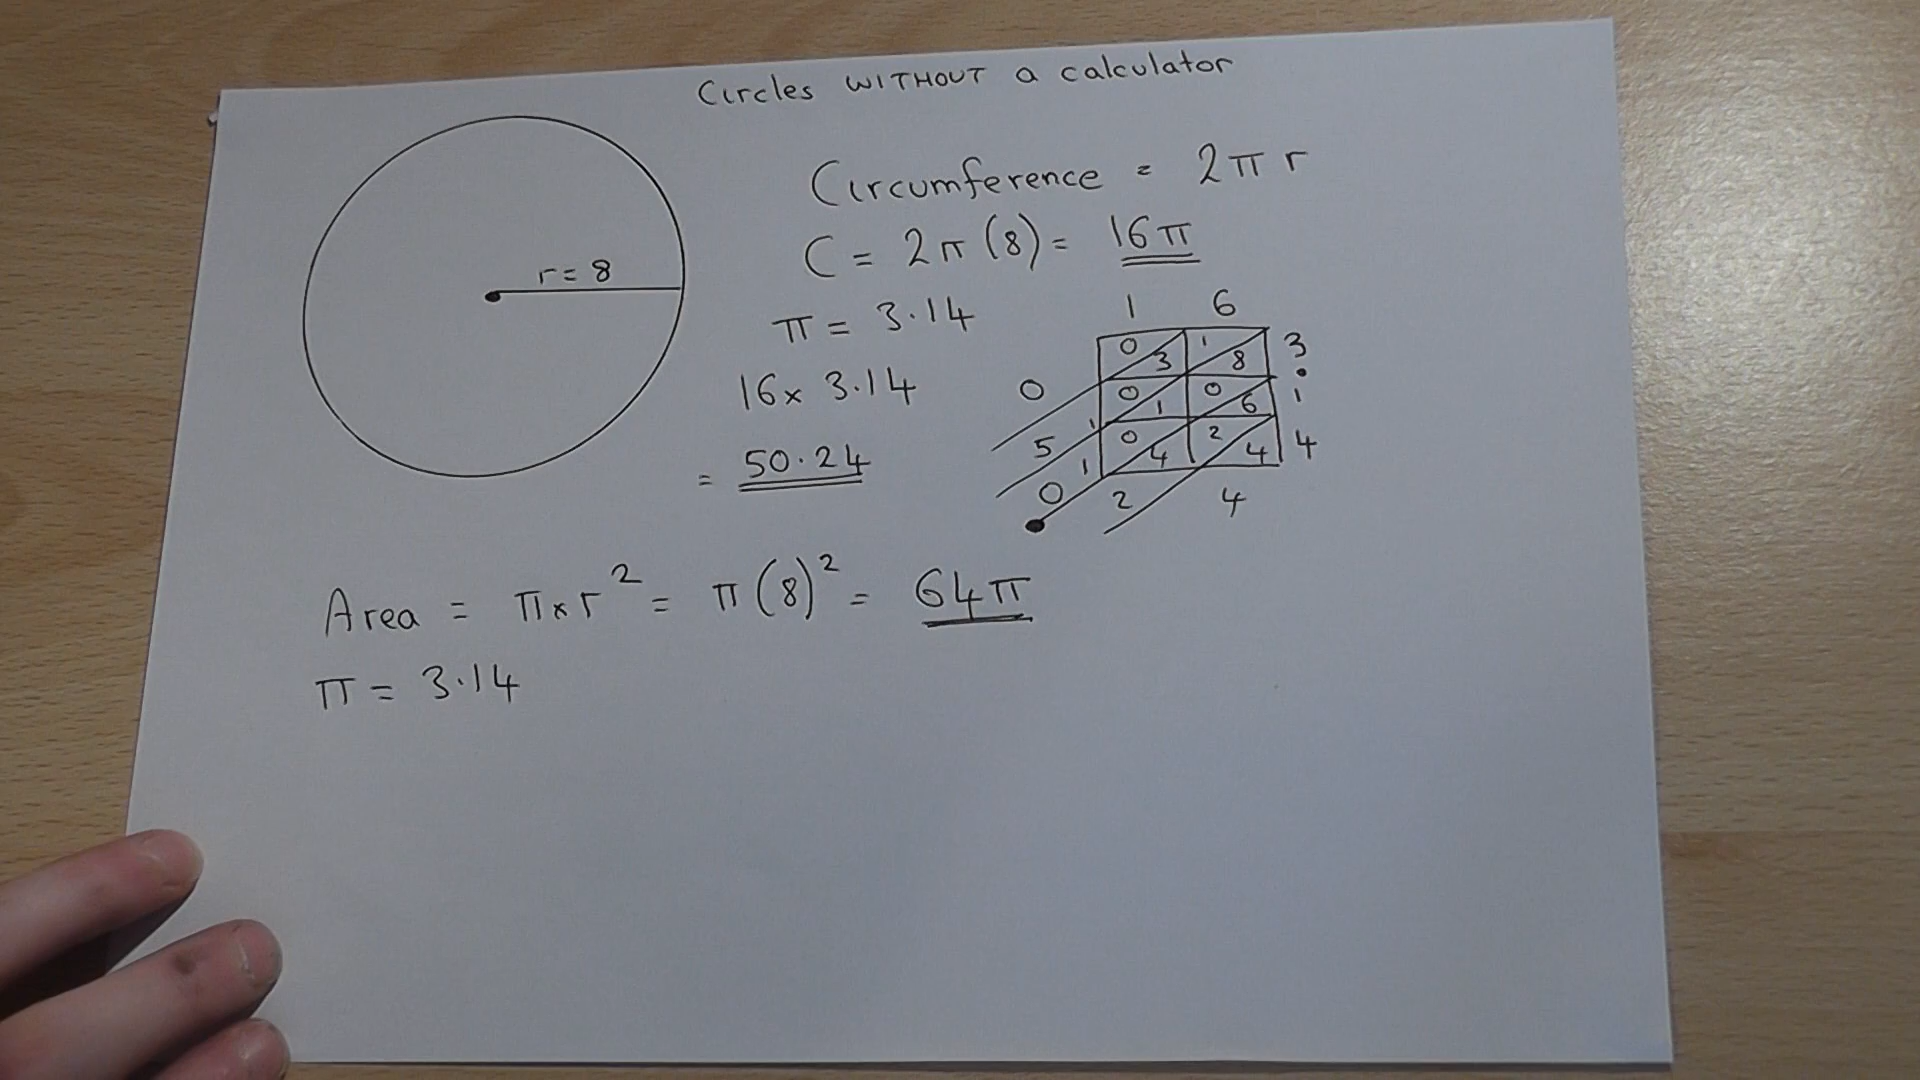 Circles WITHOUT a calculator
r = 8
Circumference = 2π r
C = 2π (8) = 16π
π = 3.14
16 x 3.14
= 50.24
1 6
0 3 1 8 3
0
. 
0 1 0 6 1
5 1
0 4 2 4 4
1
0 2 4
Area = π x r² = π (8)² = 64π
π = 3.14